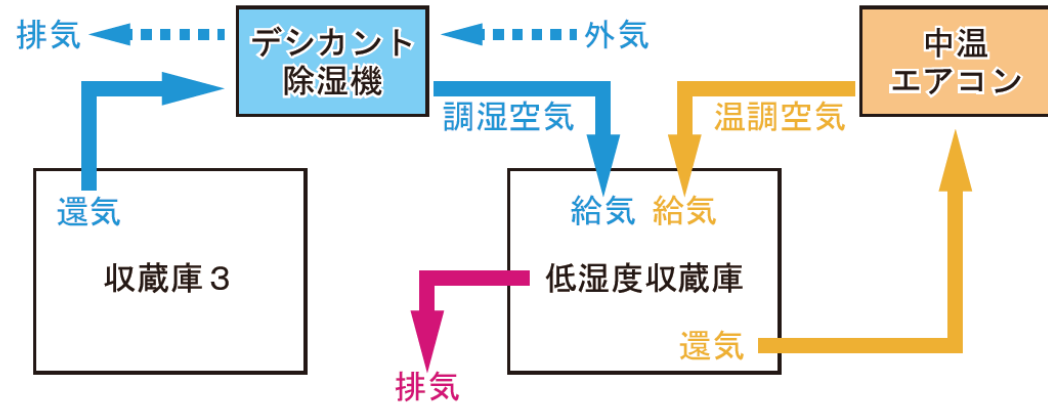 排気
デシカント
除湿機
外気
中温
エアコン
調湿空気
温調空気
還気
給気
給気
収蔵庫3
低湿度収蔵庫
還気
排気